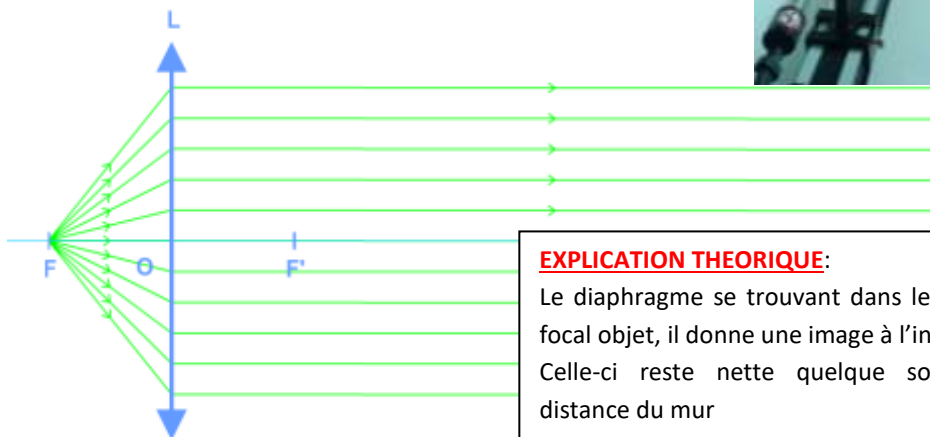 L
F
O
F'
EXPLICATION THEORIQUE:
Le diaphragme se trouvant dans le
focal objet, il donne une image à l'in
Celle-ci reste nette quelque so
distance du mur